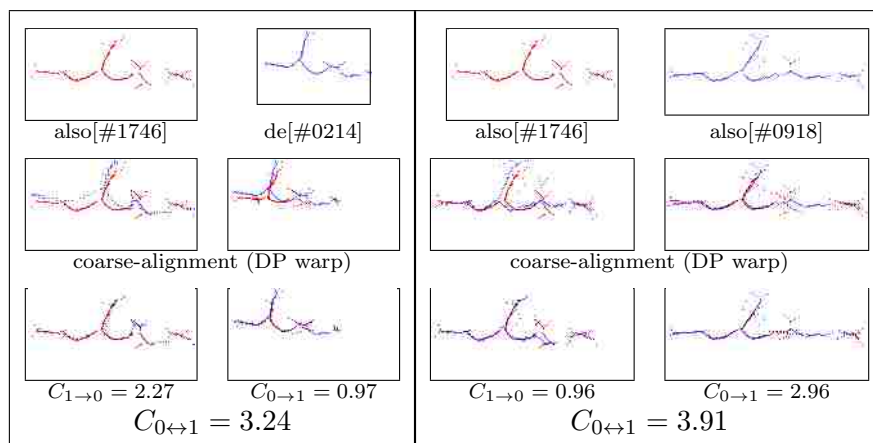 also[#1746]
de[#0214]
coarse-alignment (DP warp)
C1→0 = 2.27
C0→1 = 0.97
C0↔1 = 3.24
also[#1746]
also[#0918]
coarse-alignment (DP warp)
C1→0 = 0.96
C0→1 = 2.96
C0↔1 = 3.91